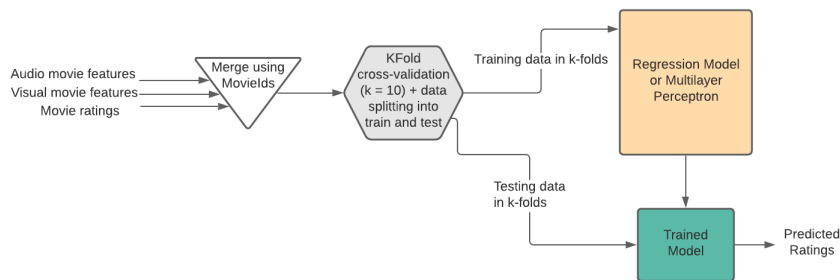 Audio movie features
Visual movie features
Movie ratings
Merge using
MovieIds
KFold
cross-validation
(k = 10) + data
splitting into
train and test
Training data in k-folds
Regression Model
or Multilayer
Perceptron
Testing data
in k-folds
Trained
Model
Predicted
Ratings